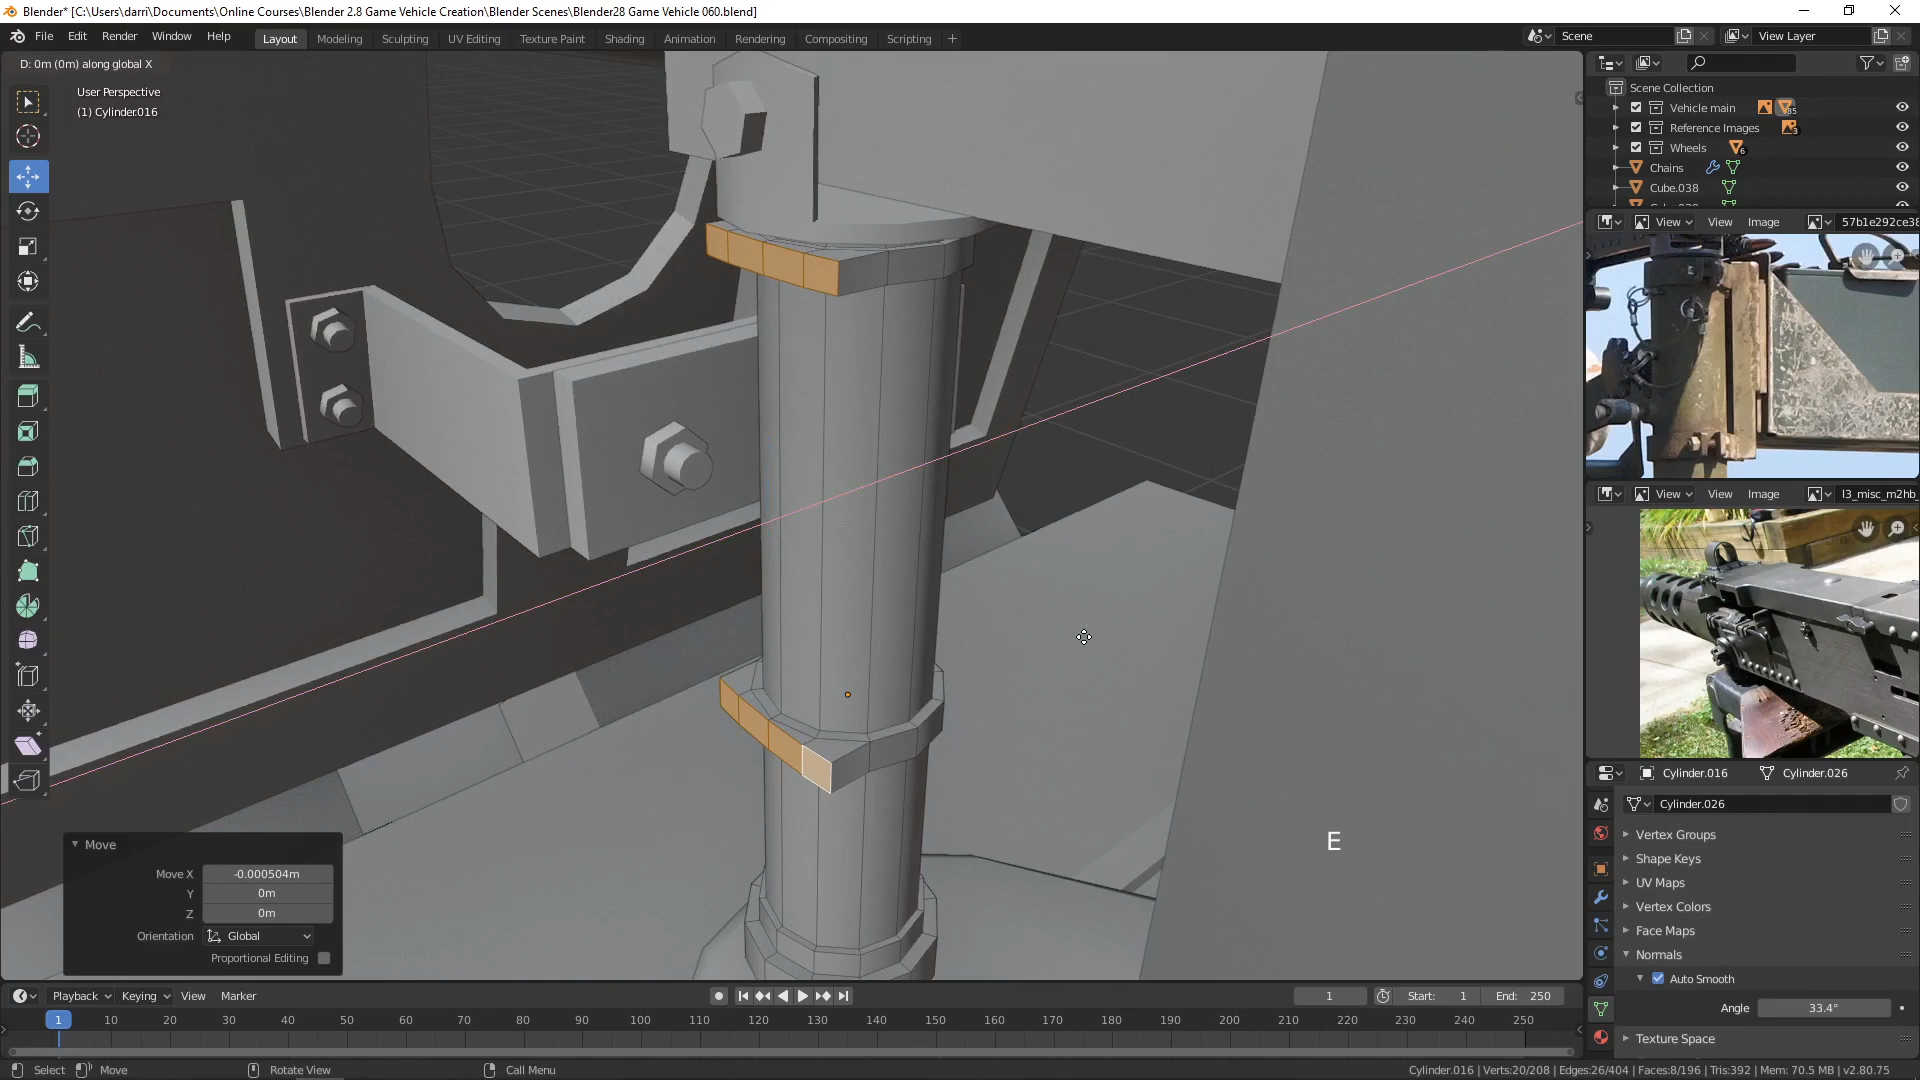 Blender* [C:\Users\darri\Documents\Online Courses\Blender 2.8 Game Vehicle Creation\Blender Scenes\Blender28 Game Vehicle 060.blend]
File Edit Render Window Help Layout Modeling Sculpting UV Editing Texture Paint Shading Animation Rendering Compositing Scripting + Scene View Layer
D: 0m (0m) along global X
User Perspective
(1) Cylinder.016
Scene Collection
Vehicle main 85
Reference Images 3
Wheels 6
Chains
Cube.038
View View Image 57b1e292ce38
View View Image l3_misc_m2hb_
E
Move
Move X -0.000504m
Y 0m
Z 0m
Orientation Global
Proportional Editing
Cylinder.016 Cylinder.026
Cylinder.026
Vertex Groups
Shape Keys
UV Maps
Vertex Colors
Face Maps
Normals
Auto Smooth
Angle 33.4°
Texture Space
Playback Keying View Marker 1 Start: 1 End: 250
1 10 20 30 40 50 60 70 80 90 100 110 120 130 140 150 160 170 180 190 200 210 220 230 240 250
Select Move Rotate View Call Menu Cylinder.016 | Verts:20/208 | Edges:26/404 | Faces:8/196 | Tris:392 | Mem: 70.5 MB | v2.80.75